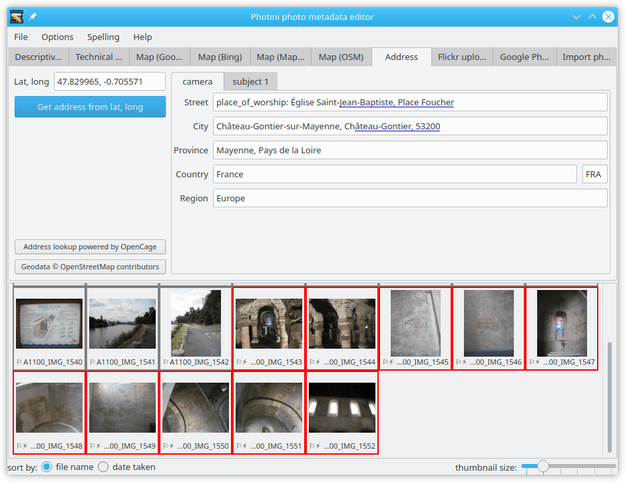 Photini photo metadata editor
File Options Spelling Help
Descriptiv... Technical ... Map (Goo... Map (Bing) Map (Map... Map (OSM) Address Flickr uplo... Google Ph... Import ph...
Lat, long 47.829965, -0.705571
Get address from lat, long
camera subject 1
Street place_of_worship: Église Saint-Jean-Baptiste, Place Foucher
City Château-Gontier-sur-Mayenne, Château-Gontier, 53200
Province Mayenne, Pays de la Loire
Country France FRA
Region Europe
Address lookup powered by OpenCage
Geodata © OpenStreetMap contributors
A1100_IMG_1540 A1100_IMG_1541 A1100_IMG_1542 ...00_IMG_1543 ...00_IMG_1544 ...00_IMG_1545 ...00_IMG_1546 ...00_IMG_1547
...00_IMG_1548 ...00_IMG_1549 ...00_IMG_1550 ...00_IMG_1551 ...00_IMG_1552
sort by: file name date taken thumbnail size: